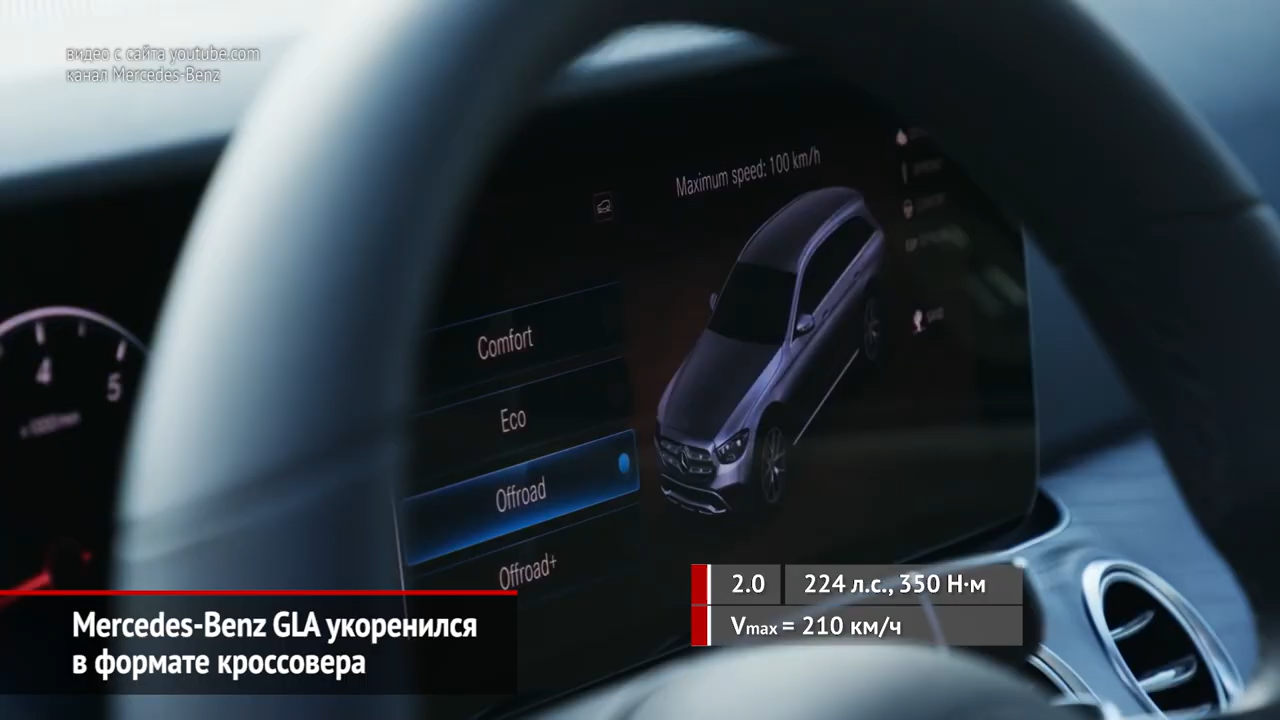 видео с сайта youtube.com
канал Mercedes-Benz
Maximum speed: 100 km/h
Comfort
Eco
4
5
Offroad
Offroad+
2.0
224 л.с., 350 Н·м
Vmax = 210 км/ч
Mercedes-Benz GLA укоренился
в формате кроссовера